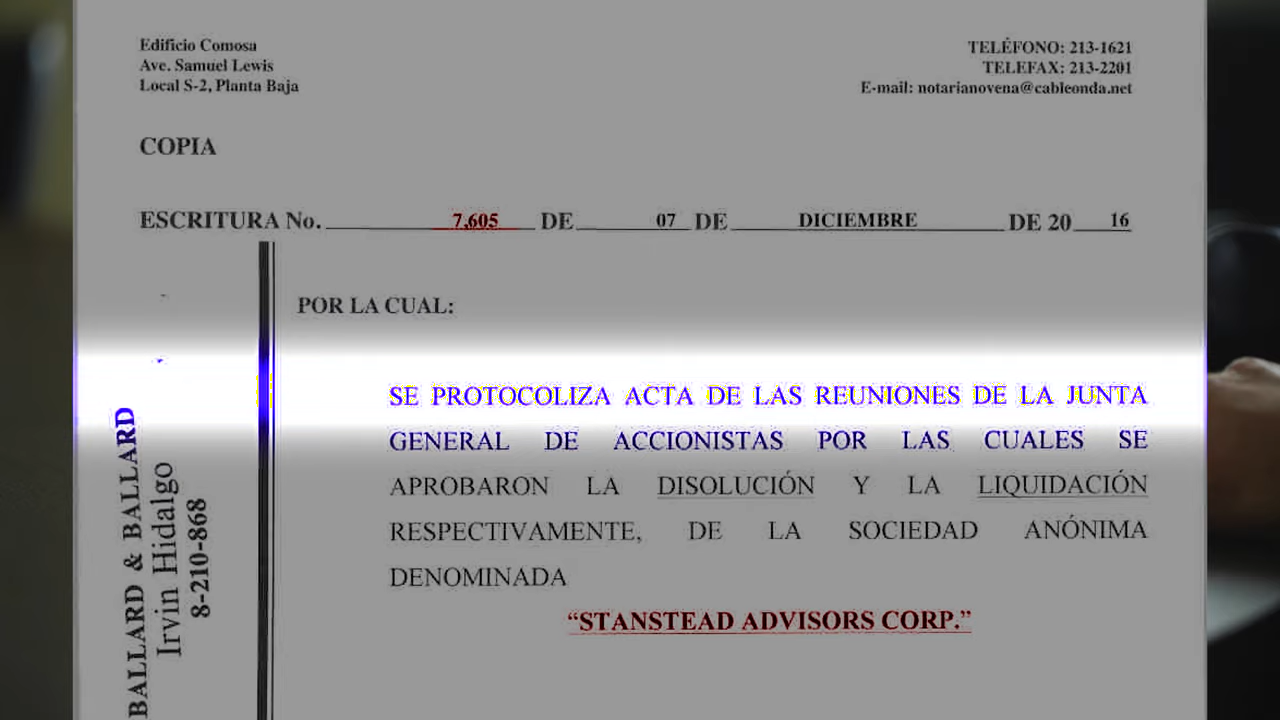 Edificio Comosa
Ave. Samuel Lewis
Local S-2, Planta Baja
TELÉFONO: 213-1621
TELEFAX: 213-2201
E-mail: notarianovena@cableonda.net
COPIA
ESCRITURA No. 7,605 DE 07 DE DICIEMBRE DE 20 16
POR LA CUAL:
SE PROTOCOLIZA ACTA DE LAS REUNIONES DE LA JUNTA
GENERAL DE ACCIONISTAS POR LAS CUALES SE
APROBARON LA DISOLUCIÓN Y LA LIQUIDACIÓN
RESPECTIVAMENTE, DE LA SOCIEDAD ANÓNIMA
DENOMINADA
“STANSTEAD ADVISORS CORP.”
BALLARD & BALLARD
Irvin Hidalgo
8-210-868